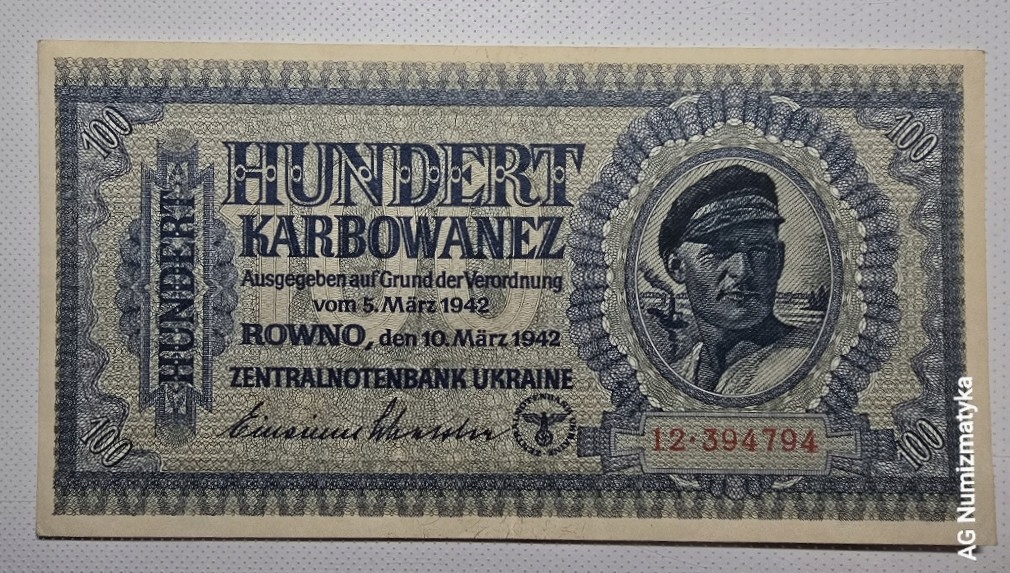 100
100
HUNDERT
HUNDERT
KARBOWANEZ
Ausgegeben auf Grund der Verordnung
vom 5. März 1942
ROWNO, den 10. März 1942
ZENTRALNOTENBANK UKRAINE
12·394794
100
100
AG Numizmatyka